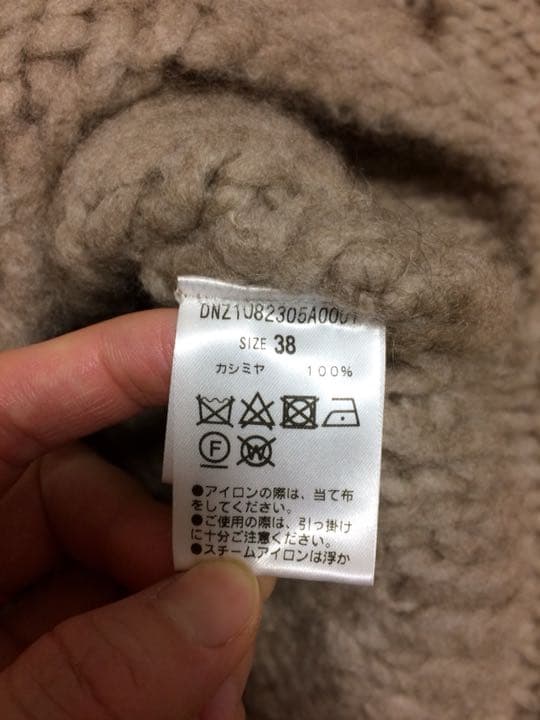 DNZ1082305A0001
SIZE 38
カシミヤ 100%
F W
●アイロンの際は、当て布
をしてください。
●ご使用の際は、引っ掛け
に十分ご注意ください。
●スチームアイロンは浮か